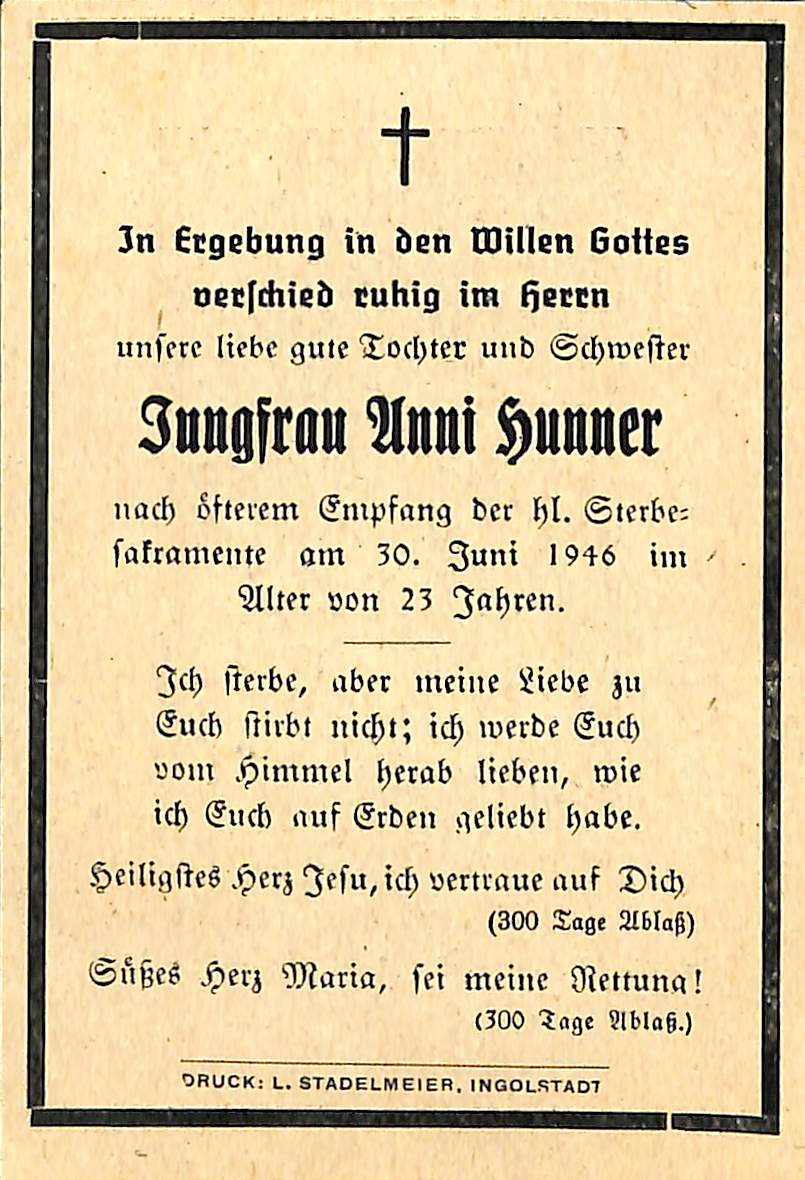 In Ergebung in den Willen Gottes
verschied ruhig im Herrn
unsere liebe gute Tochter und Schwester
Jungfrau Anni Hunner
nach öfterem Empfang der hl. Sterbe-
sakramente am 30. Juni 1946 im
Alter von 23 Jahren.
Ich sterbe, aber meine Liebe zu
Euch stirbt nicht; ich werde Euch
vom Himmel herab lieben, wie
ich Euch auf Erden geliebt habe.
Heiligstes Herz Jesu, ich vertraue auf Dich
(300 Tage Ablaß)
Süßes Herz Maria, sei meine Rettung!
(300 Tage Ablaß.)
DRUCK: L. STADELMEIER, INGOLSTADT